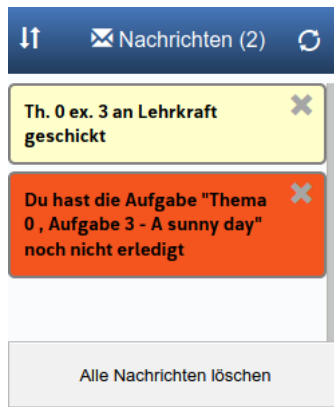 Nachrichten (2)
Th. 0 ex. 3 an Lehrkraft
geschickt
Du hast die Aufgabe "Thema
0 , Aufgabe 3 - A sunny day"
noch nicht erledigt
Alle Nachrichten löschen